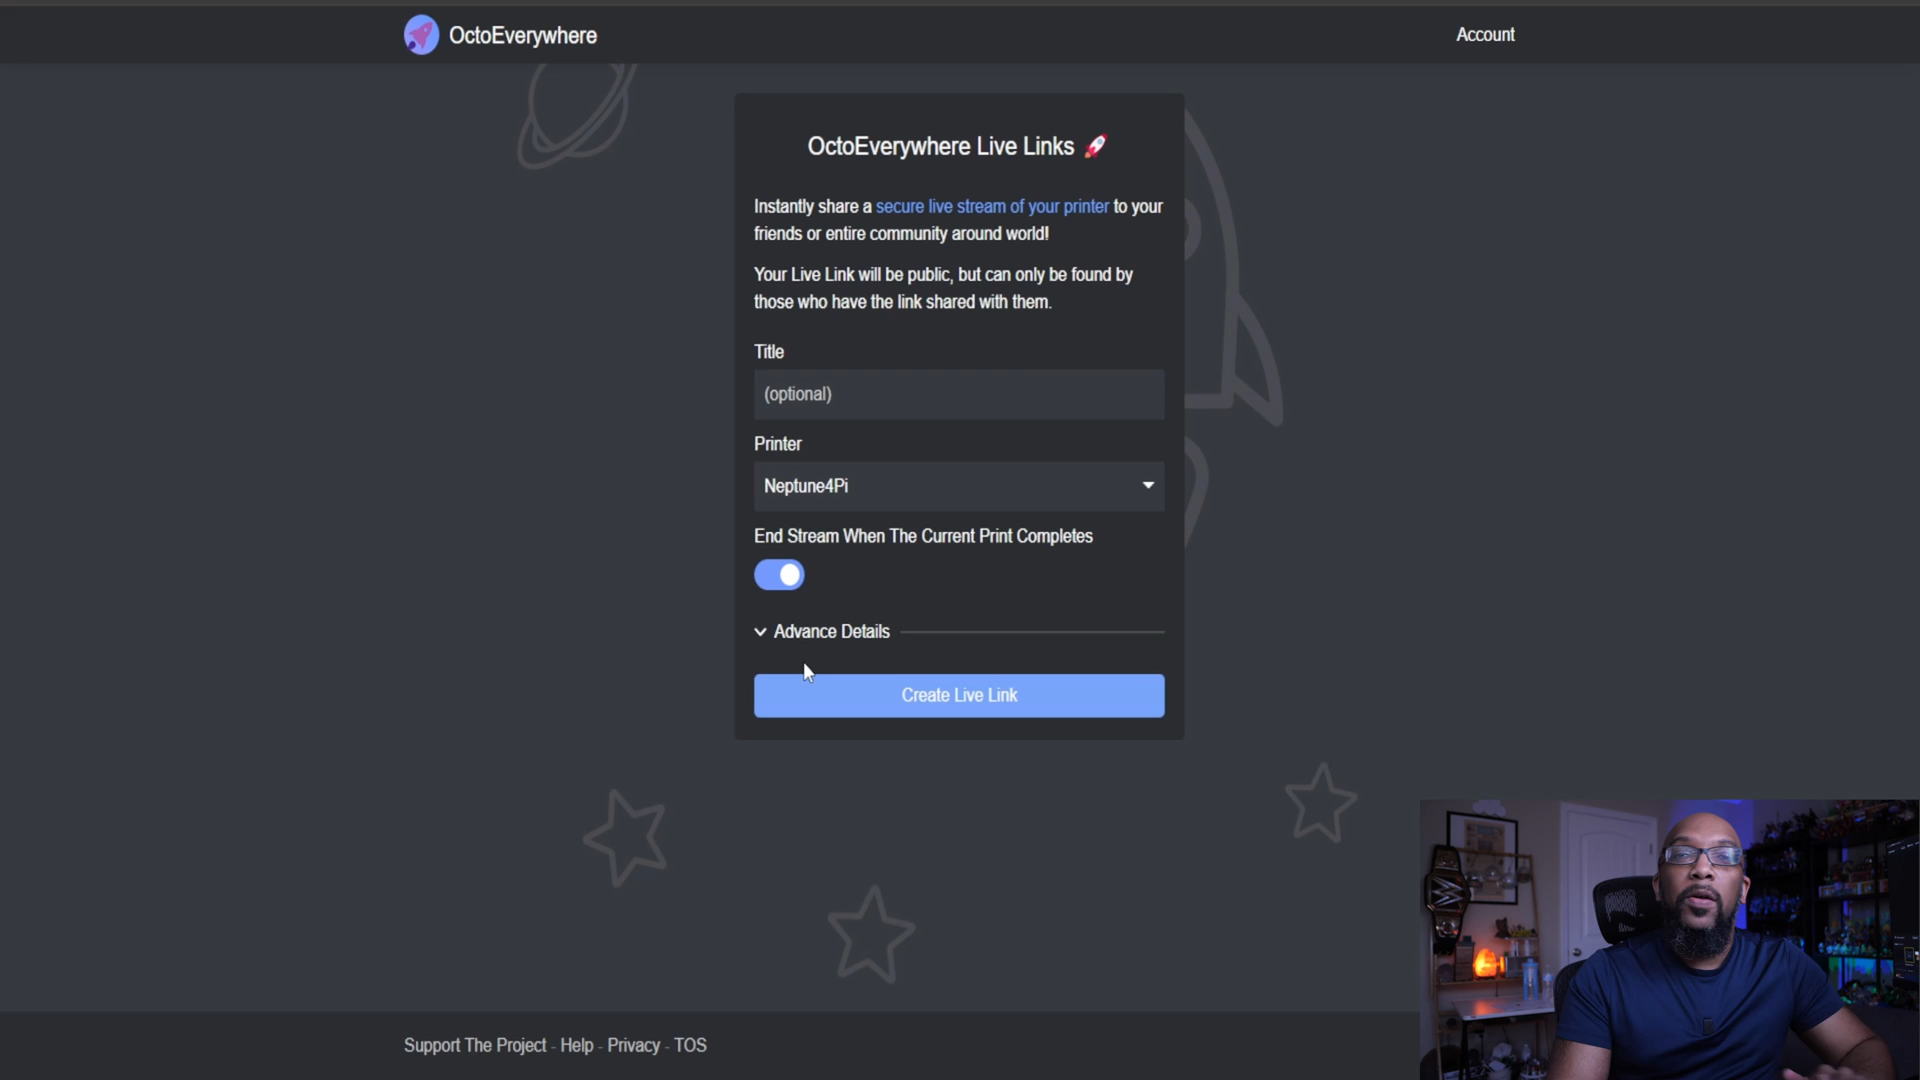 OctoEverywhere
Account
OctoEverywhere Live Links 🚀
Instantly share a secure live stream of your printer to your
friends or entire community around world!
Your Live Link will be public, but can only be found by
those who have the link shared with them.
Title
(optional)
Printer
Neptune4Pi
End Stream When The Current Print Completes
Advance Details
Create Live Link
Support The Project - Help - Privacy - TOS